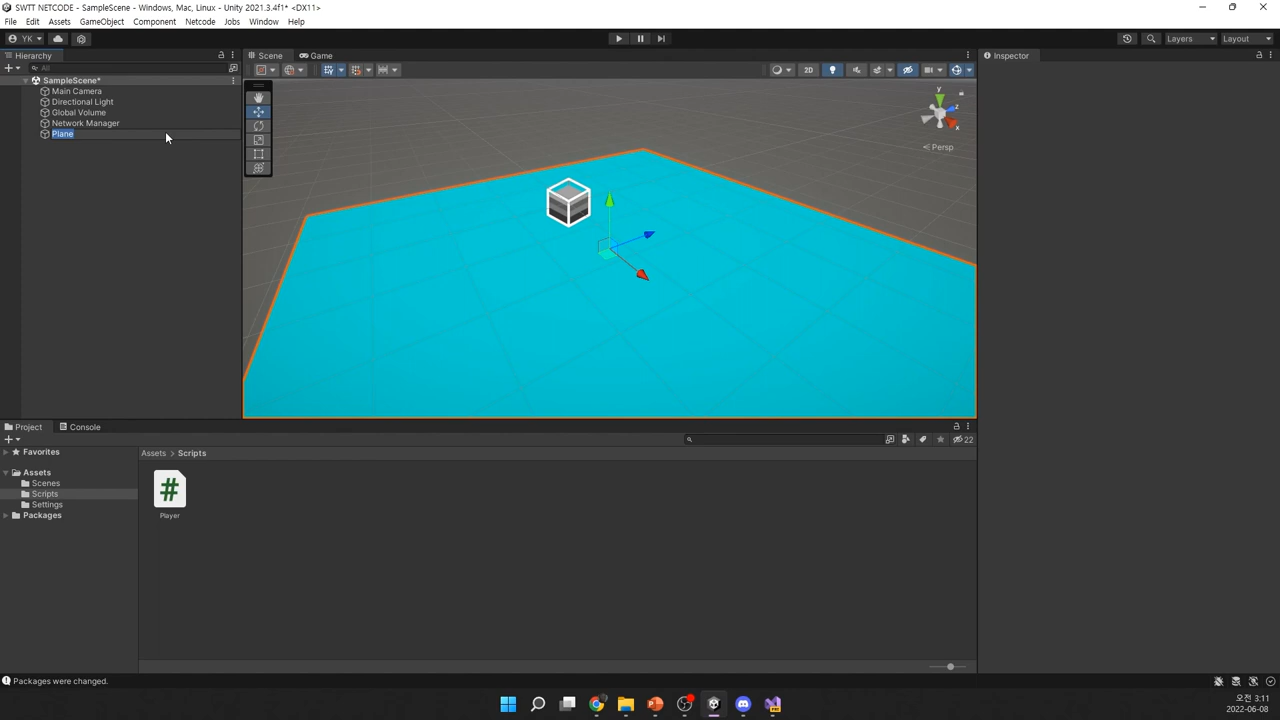 SWTT NETCODE - SampleScene - Windows, Mac, Linux - Unity 2021.3.4f1* <DX11>
File Edit Assets GameObject Component Netcode Jobs Window Help
YK Layers Layout
Hierarchy Scene Game Inspector
All
SampleScene*
2D
Main Camera
Directional Light
Global Volume
Network Manager
Plane
y
z
x
Persp
Project Console
22
Favorites
Assets > Scripts
Assets
Scenes
Scripts
Settings
Packages
#
Player
Packages were changed.
오전 3:11
2022-06-08